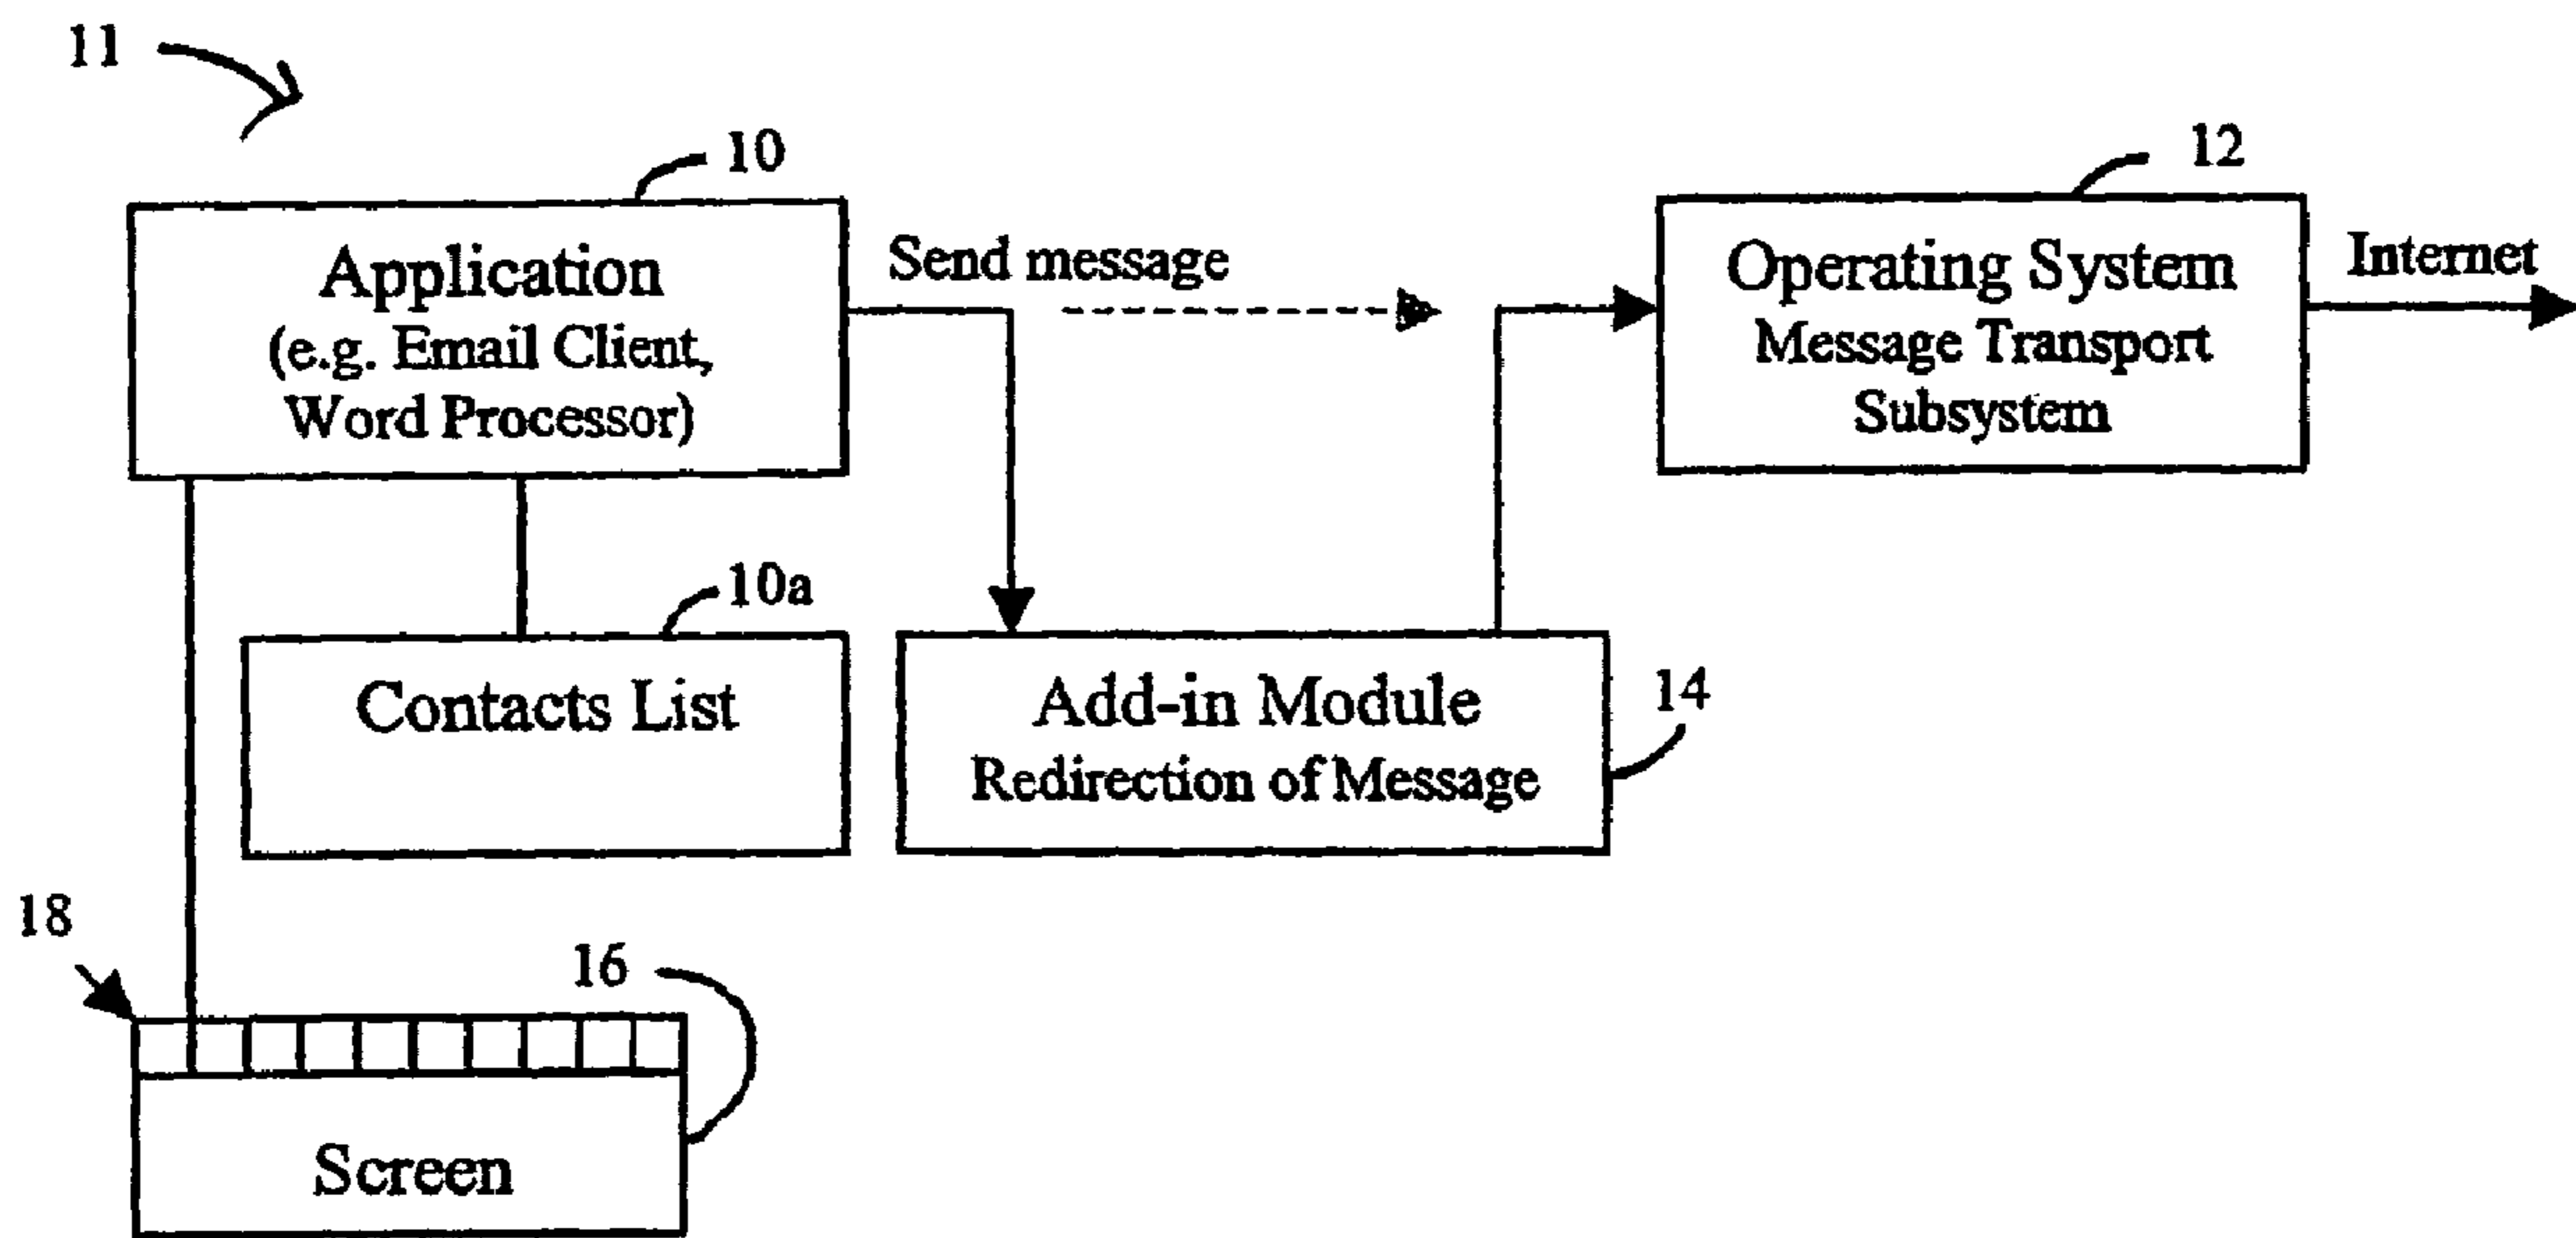 11
10
12
Application
(e.g. Email Client,
Word Processor)
Send message
Operating System
Message Transport
Subsystem
Internet
10a
Contacts List
Add-in Module
Redirection of Message
14
18
16
Screen